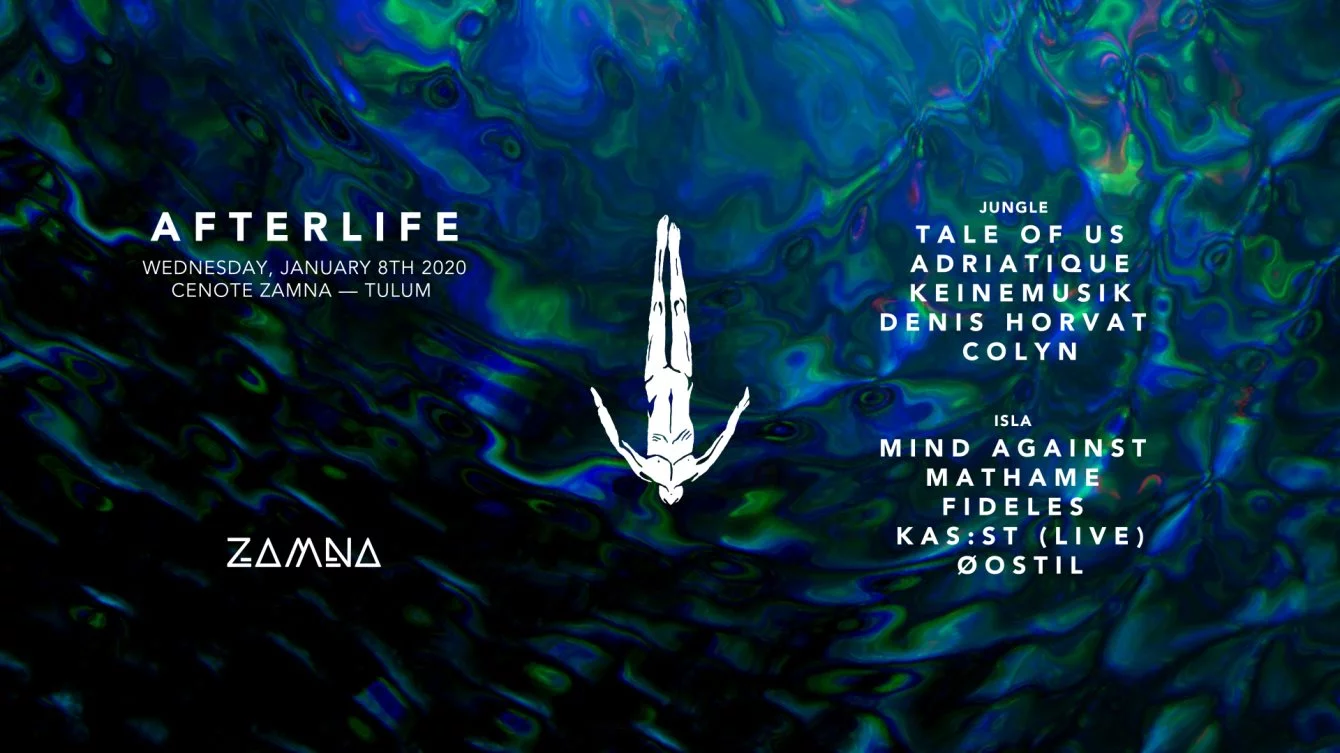 AFTERLIFE
WEDNESDAY, JANUARY 8TH 2020
CENOTE ZAMNA — TULUM
ZAMNA
JUNGLE
TALE OF US
ADRIATIQUE
KEINEMUSIK
DENIS HORVAT
COLYN
ISLA
MIND AGAINST
MATHAME
FIDELES
KAS:ST (LIVE)
ØOSTIL